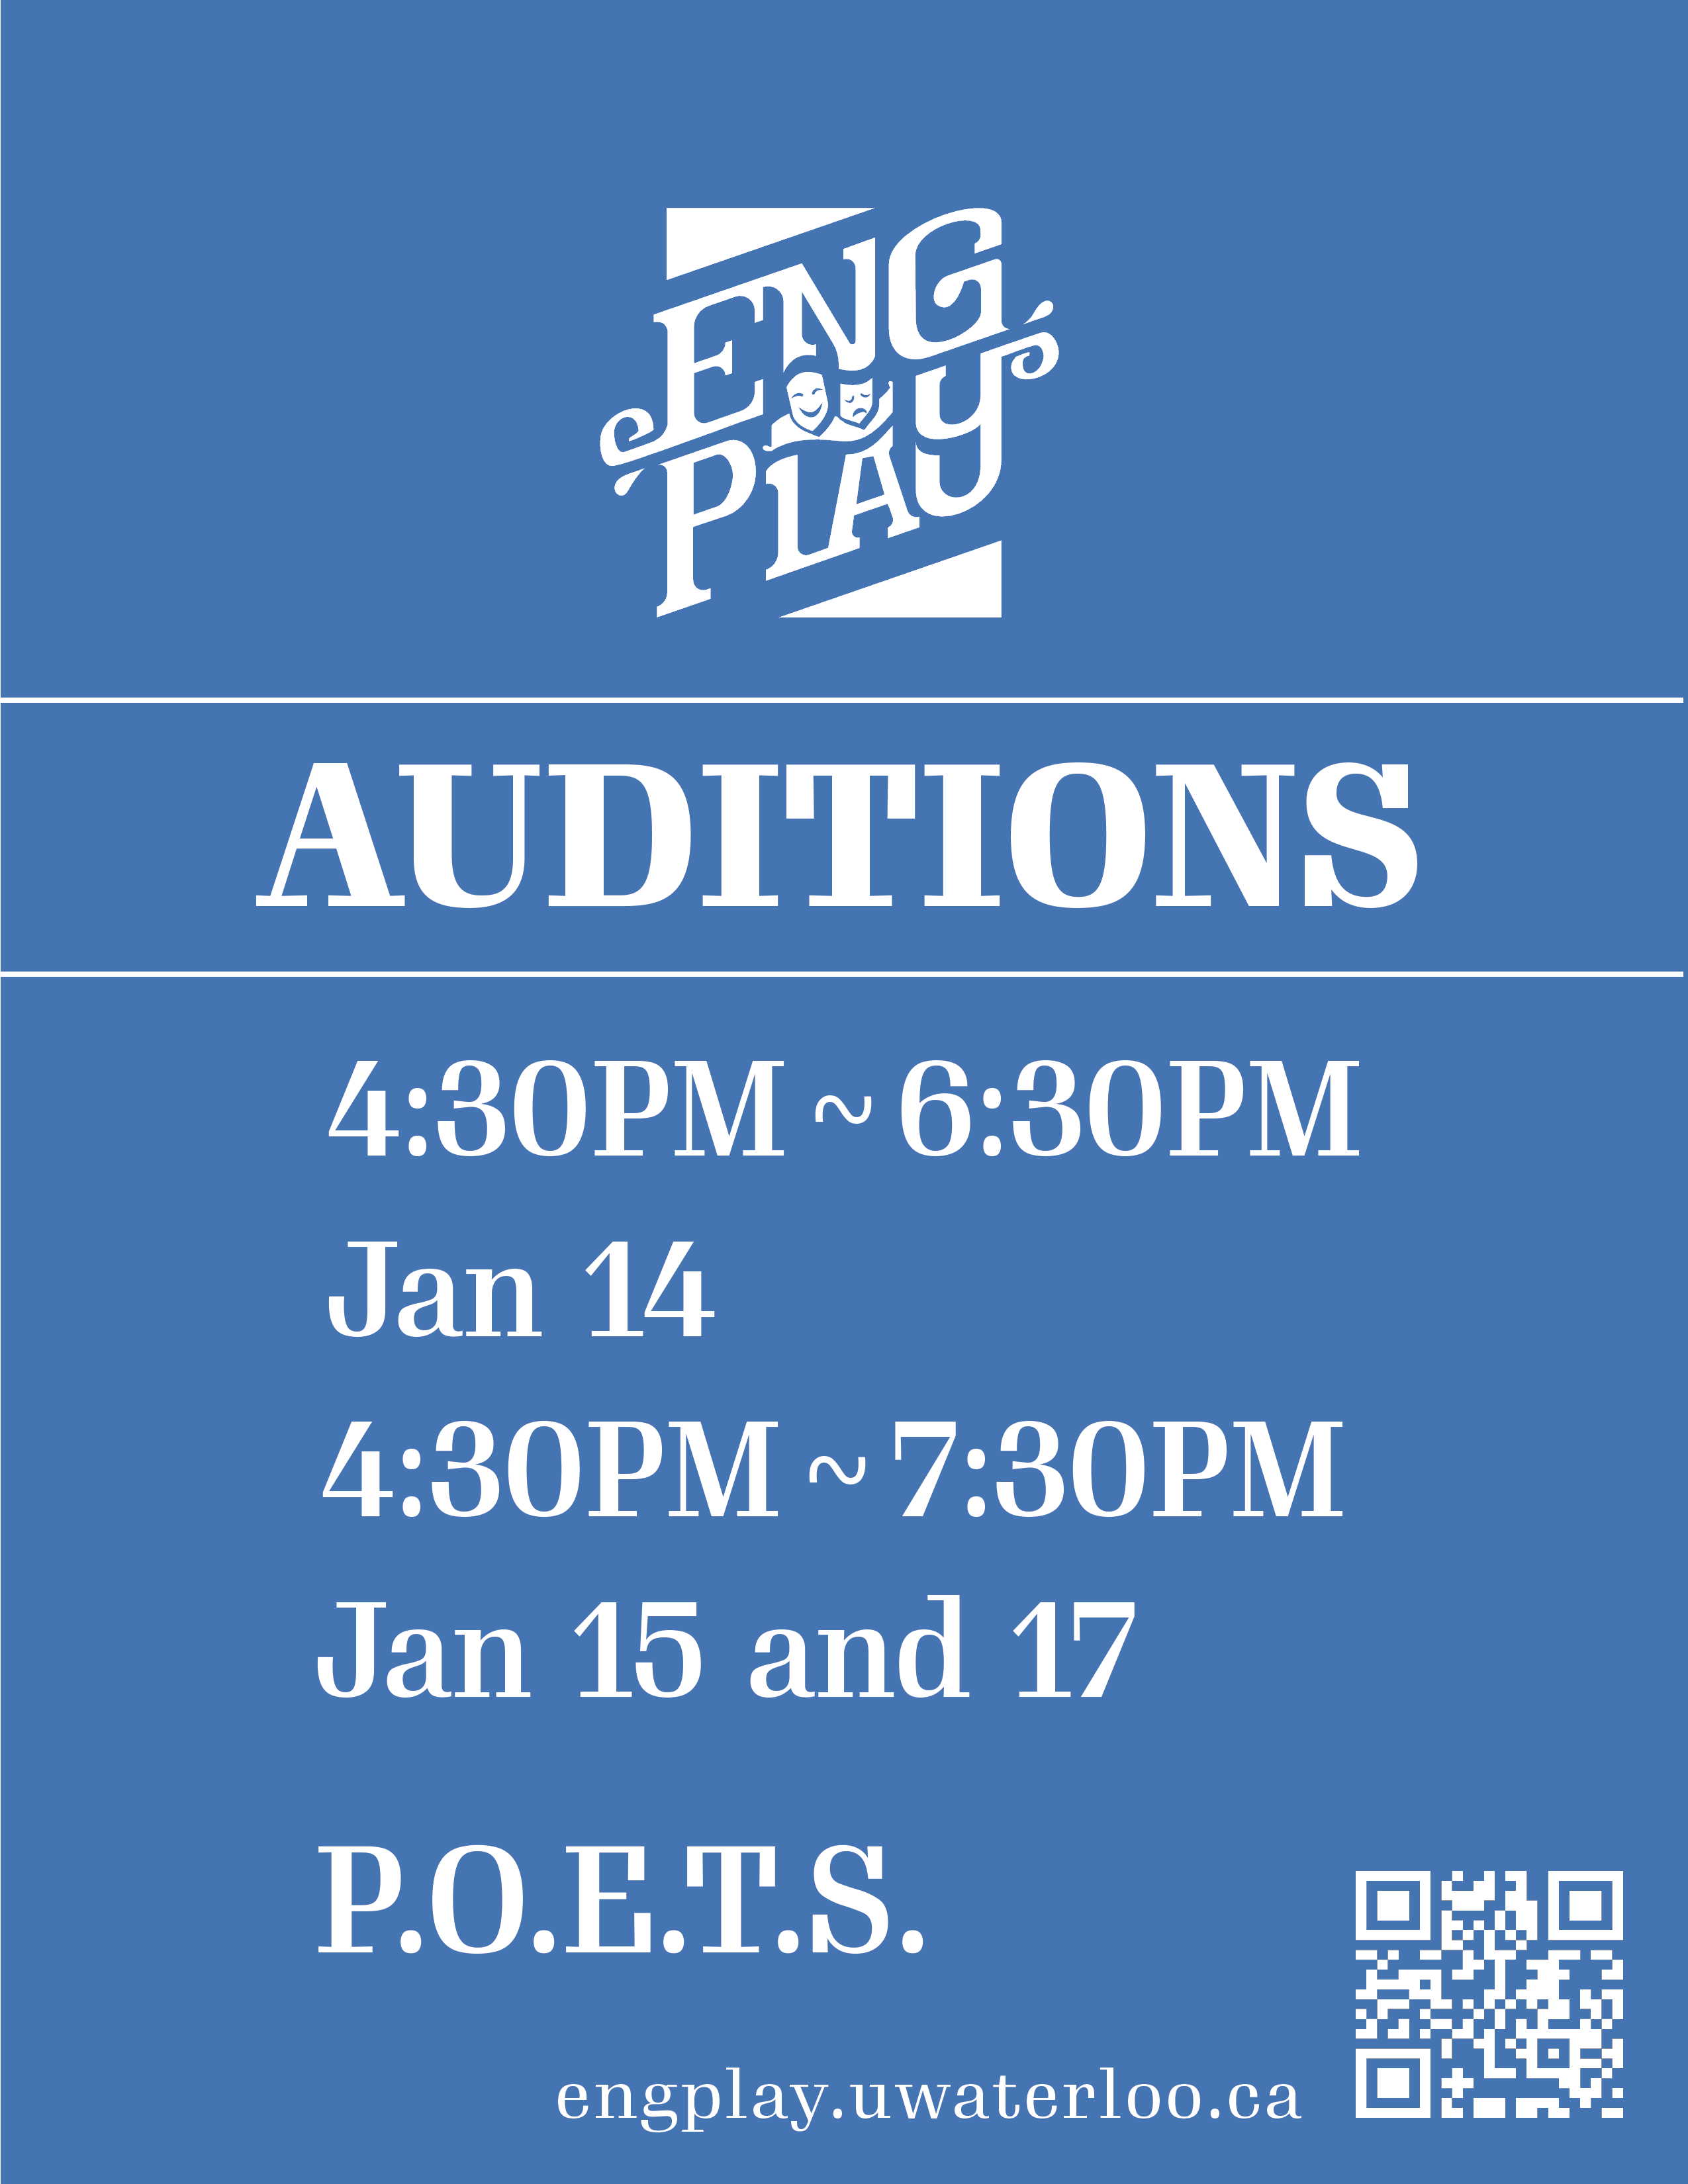 ENG
PLAY
AUDITIONS
4:30PM ~ 6:30PM
Jan 14
4:30PM ~ 7:30PM
Jan 15 and 17
P.O.E.T.S.
engplay.uwaterloo.ca